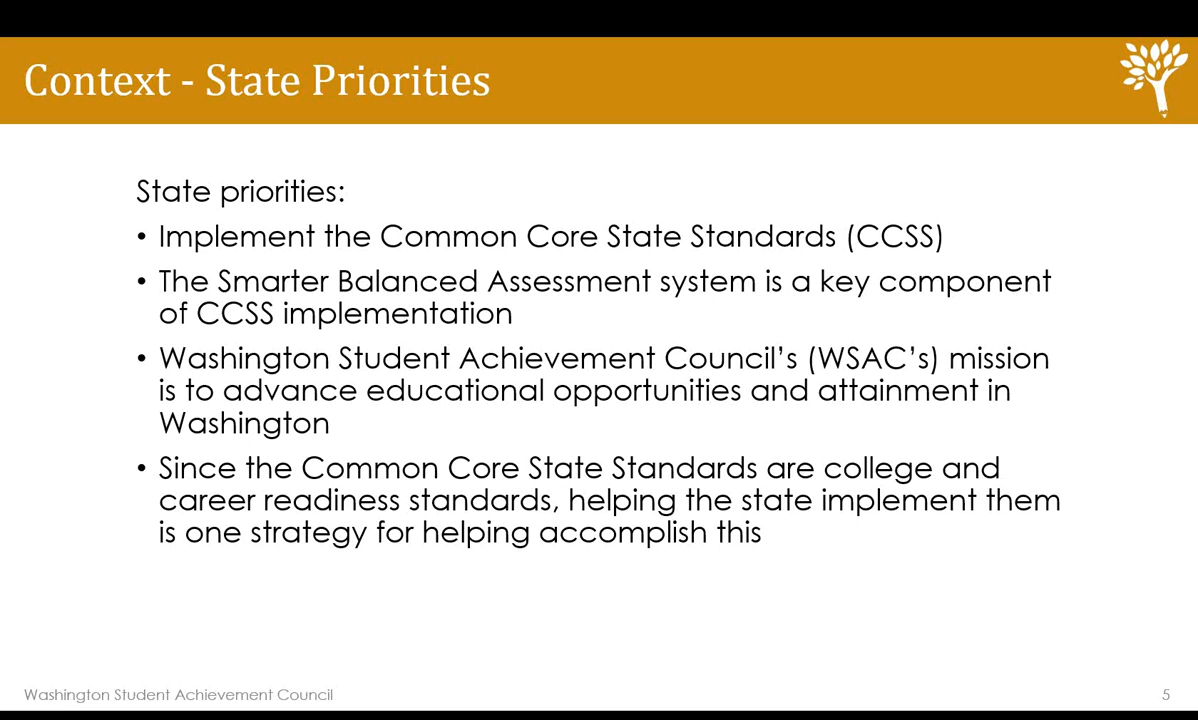 Context - State Priorities
State priorities:
• Implement the Common Core State Standards (CCSS)
• The Smarter Balanced Assessment system is a key component
of CCSS implementation
• Washington Student Achievement Council’s (WSAC’s) mission
is to advance educational opportunities and attainment in
Washington
• Since the Common Core State Standards are college and
career readiness standards, helping the state implement them
is one strategy for helping accomplish this
Washington Student Achievement Council
5